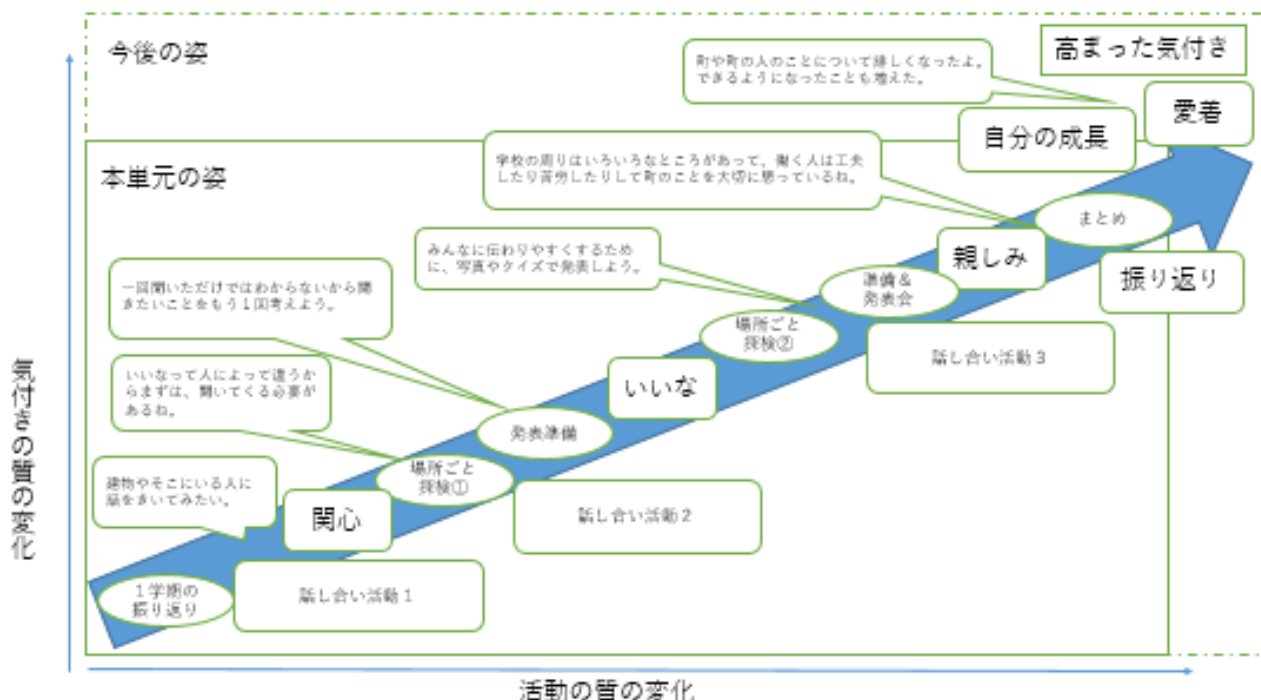 今後の姿
高まった気付き
町や町の人のことについて詳しくなったよ。
できるようになったことも増えた。
愛着
自分の成長
本単元の姿
学校の周りはいろいろなところがあって、働く人は工夫
したり苦労したりして町のことを大切に思っているね。
まとめ
みんなに伝わりやすくするため
に、写真やクイズで発表しよう。
親しみ
振り返り
一回聞いただけではわからないから聞
きたいことをもう1回考えよう。
準備&
発表会
場所ごと
探検②
話し合い活動3
いいなって人によって違うか
らまずは、聞いてくる必要が
あるね。
いいな
発表準備
場所ごと
探検①
建物やそこにいる人に
話をきいてみたい。
関心
話し合い活動2
1学期の
振り返り
話し合い活動1
気付きの質の変化
活動の質の変化